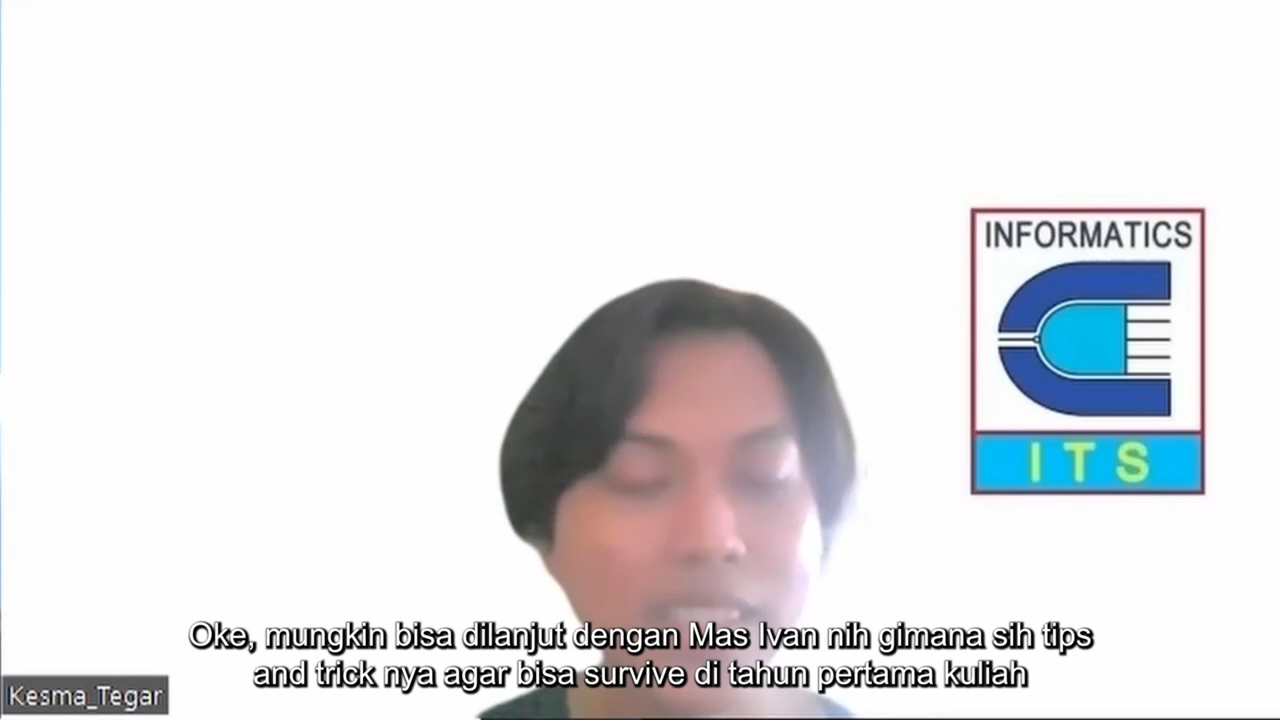 INFORMATICS
I T S
Oke, mungkin bisa dilanjut dengan Mas Ivan nih gimana sih tips
and trick nya agar bisa survive di tahun pertama kuliah
Kesma_Tegar